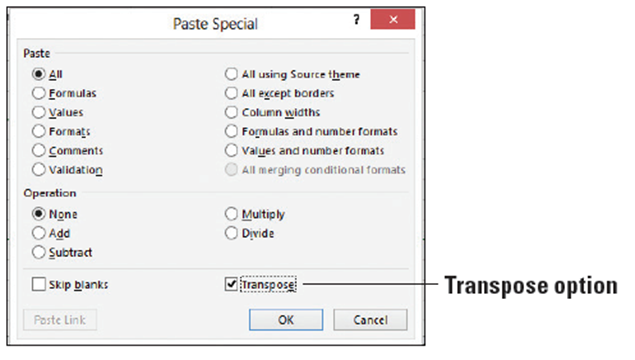 Paste Special ?
Paste
All
All using Source theme
Formulas
All except borders
Values
Column widths
Formats
Formulas and number formats
Comments
Values and number formats
Validation
All merging conditional formats
Operation
None
Multiply
Add
Divide
Subtract
Skip blanks
Transpose
Transpose option
Paste Link
OK
Cancel